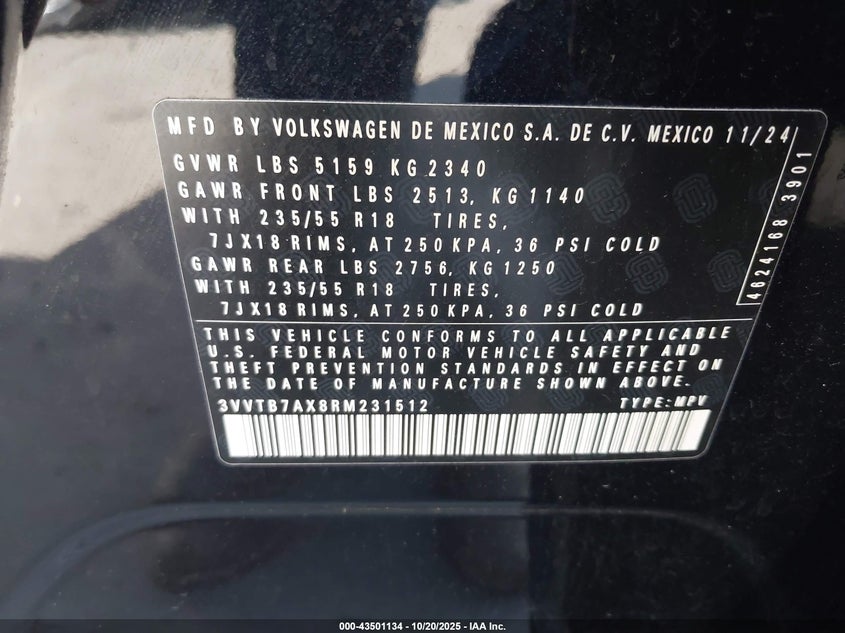 MFD BY VOLKSWAGEN DE MEXICO S.A. DE C.V. MEXICO 11/24
GVWR LBS 5159 KG 2340
GAWR FRONT LBS 2513, KG 1140
WITH 235/55 R18 TIRES,
7JX18 RIMS, AT 250 KPA, 36 PSI COLD
GAWR REAR LBS 2756, KG 1250
WITH 235/55 R18 TIRES,
7JX18 RIMS, AT 250 KPA, 36 PSI COLD
4624168 3901
THIS VEHICLE CONFORMS TO ALL APPLICABLE
U.S. FEDERAL MOTOR VEHICLE SAFETY AND
THEFT PREVENTION STANDARDS IN EFFECT ON
THE DATE OF MANUFACTURE SHOWN ABOVE.
3VVTB7AX8RM231512 TYPE: MPV
000-43501134 - 10/20/2025 - IAA Inc.